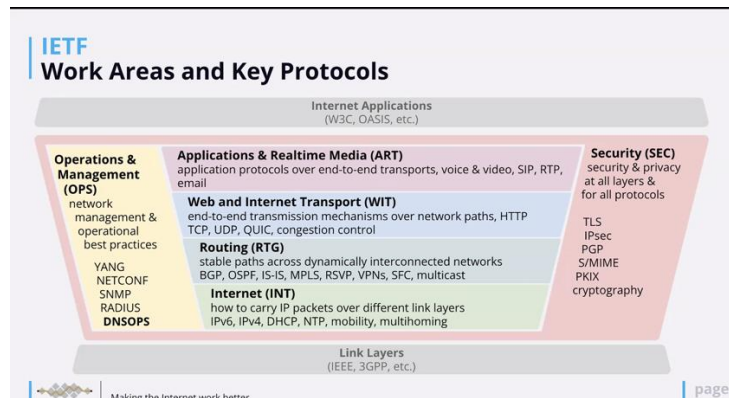 IETF
Work Areas and Key Protocols
Internet Applications
(W3C, OASIS, etc.)
Operations &
Management
(OPS)
network
management &
operational
best practices
YANG
NETCONF
SNMP
RADIUS
DNSOPS
Applications & Realtime Media (ART)
application protocols over end-to-end transports, voice & video, SIP, RTP,
email
Web and Internet Transport (WIT)
end-to-end transmission mechanisms over network paths, HTTP
TCP, UDP, QUIC, congestion control
Routing (RTG)
stable paths across dynamically interconnected networks
BGP, OSPF, IS-IS, MPLS, RSVP, VPNs, SFC, multicast
Internet (INT)
how to carry IP packets over different link layers
IPv6, IPv4, DHCP, NTP, mobility, multihoming
Security (SEC)
security & privacy
at all layers &
for all protocols
TLS
IPsec
PGP
S/MIME
PKIX
cryptography
Link Layers
(IEEE, 3GPP, etc.)
Making the Internet work better
page